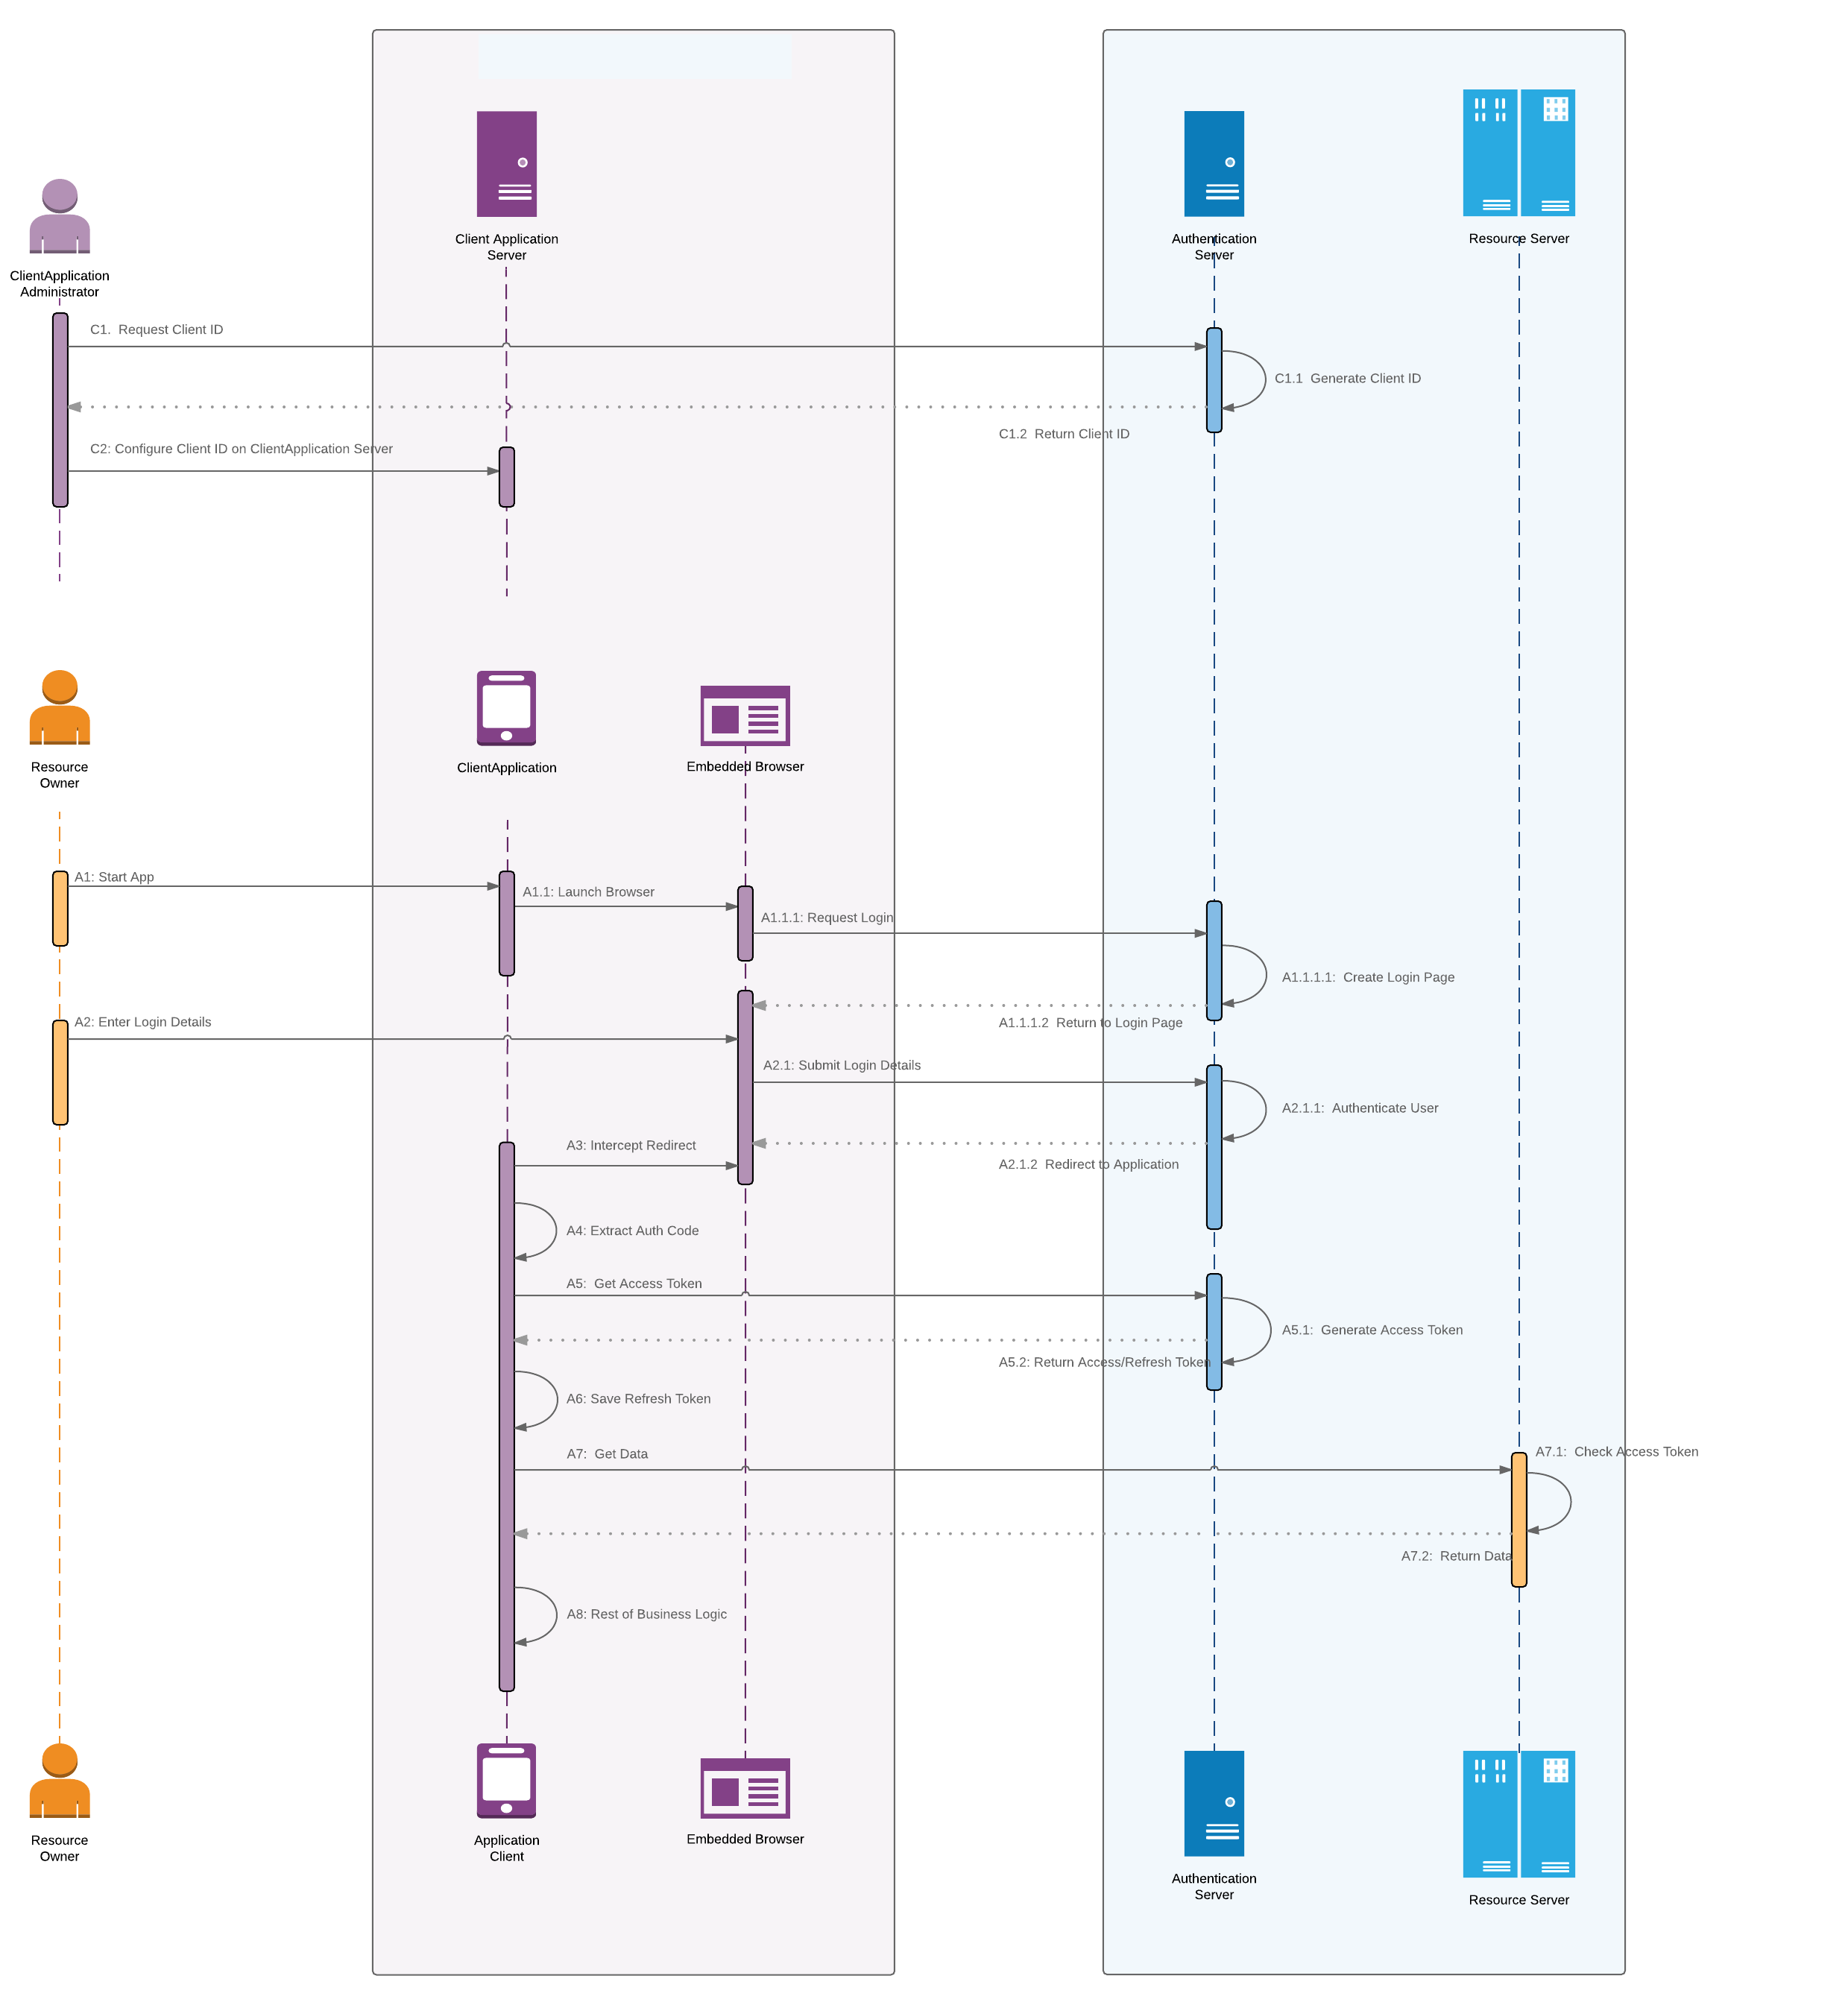 Client Application
Server
Authentication
Server
Resource Server
ClientApplication
Administrator
C1.  Request Client ID
C1.1  Generate Client ID
C1.2  Return Client ID
C2: Configure Client ID on ClientApplication Server
Resource
Owner
ClientApplication
Embedded Browser
A1: Start App
A1.1: Launch Browser
A1.1.1: Request Login
A1.1.1.1:  Create Login Page
A1.1.1.2  Return to Login Page
A2: Enter Login Details
A2.1: Submit Login Details
A2.1.1:  Authenticate User
A3: Intercept Redirect
A2.1.2  Redirect to Application
A4: Extract Auth Code
A5:  Get Access Token
A5.1:  Generate Access Token
A5.2: Return Access/Refresh Token
A6: Save Refresh Token
A7:  Get Data
A7.1:  Check Access Token
A7.2:  Return Data
A8: Rest of Business Logic
Resource
Owner
Application
Client
Embedded Browser
Authentication
Server
Resource Server